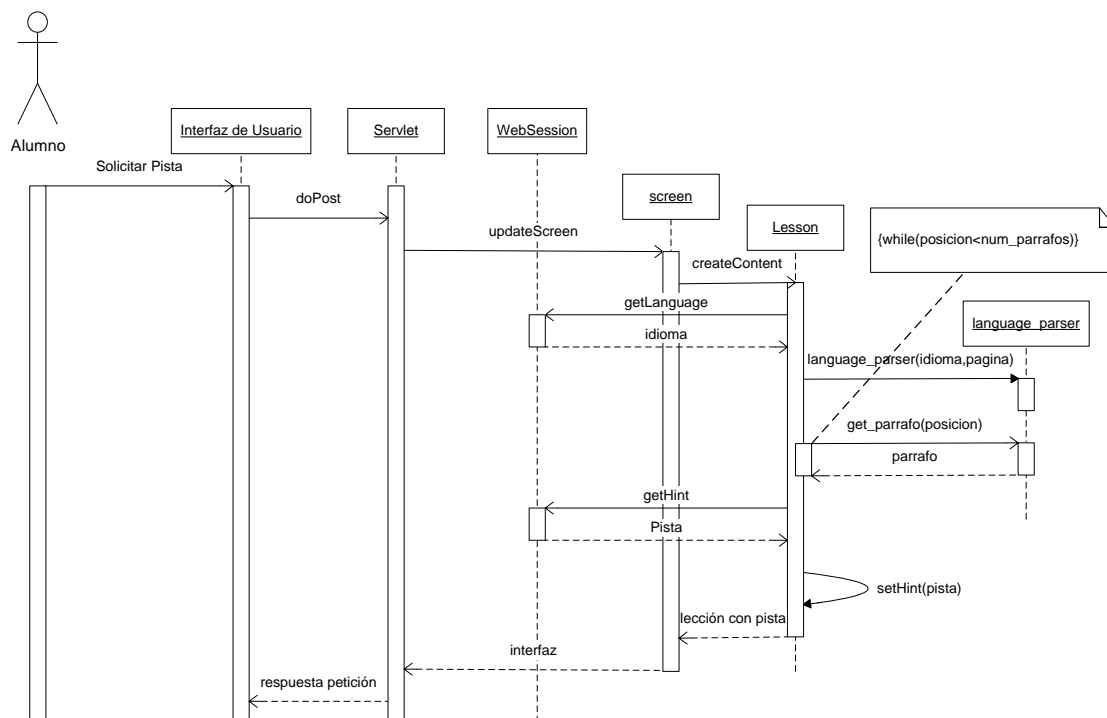 Alumno
Interfaz de Usuario
Servlet
WebSession
Solicitar Pista
screen
doPost
Lesson
{while(posicion<num_parrafos)}
updateScreen
createContent
getLanguage
language_parser
idioma
language_parser(idioma,pagina)
get_parrafo(posicion)
parrafo
getHint
Pista
setHint(pista)
lección con pista
interfaz
respuesta petición